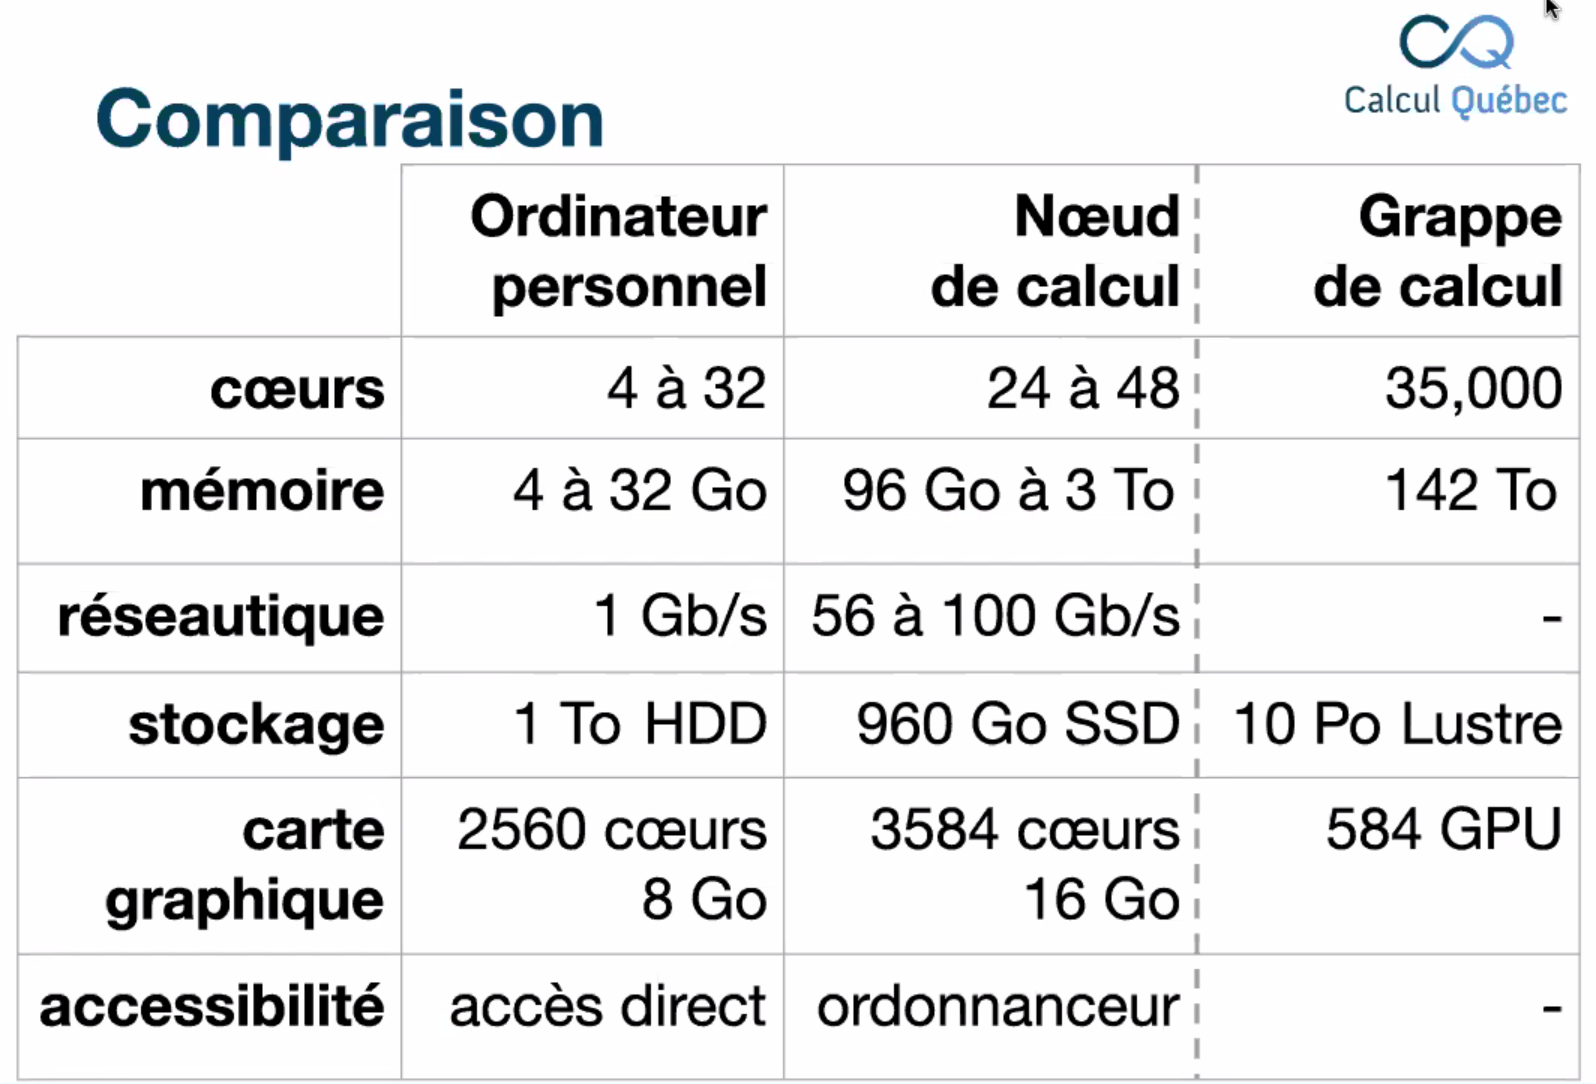 CQ
Calcul Québec
Comparaison
Ordinateur personnel
Nœud de calcul
Grappe de calcul
cœurs 4 à 32 24 à 48 35,000
mémoire 4 à 32 Go 96 Go à 3 To 142 To
réseautique 1 Gb/s 56 à 100 Gb/s -
stockage 1 To HDD 960 Go SSD 10 Po Lustre
carte graphique 2560 cœurs 8 Go 3584 cœurs 16 Go 584 GPU
accessibilité accès direct ordonnanceur -